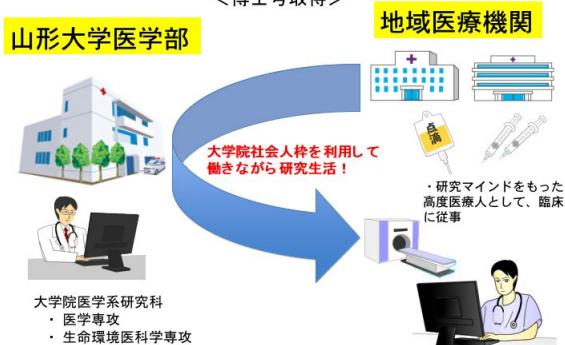 ＜博士号取得＞
山形大学医学部
地域医療機関
点滴
大学院社会人枠を利用して
働きながら研究生活！
・研究マインドをもった
高度医療人として、臨床
に従事
大学院医学系研究科
・ 医学専攻
・ 生命環境医科学専攻